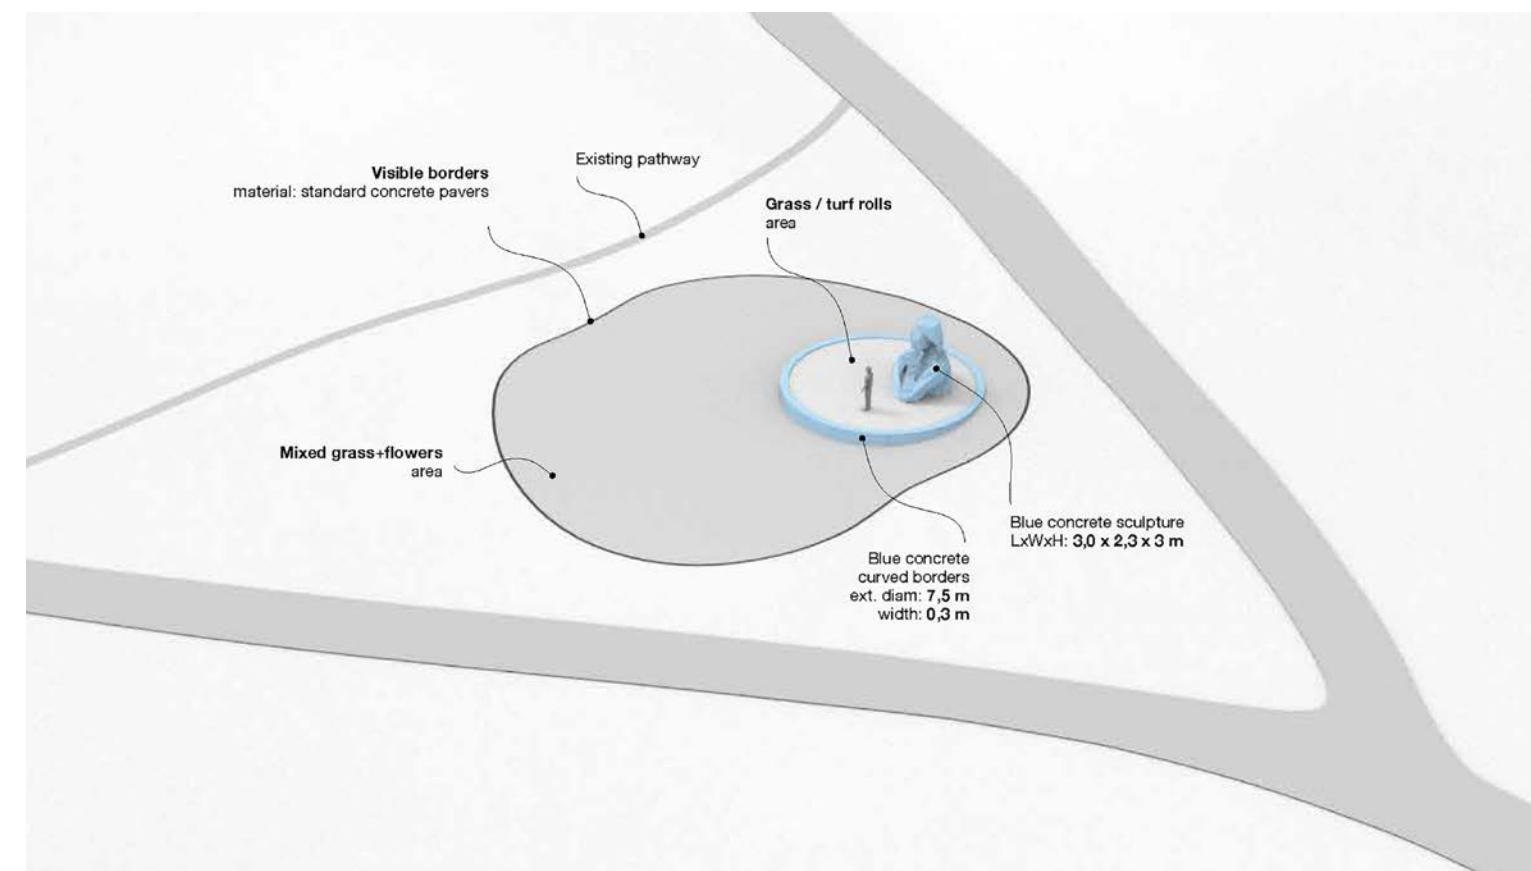 Existing pathway
Visible borders
material: standard concrete pavers
Grass / turf rolls
area
Mixed grass+flowers
area
Blue concrete sculpture
LxWxH: 3,0 x 2,3 x 3 m
Blue concrete
curved borders
ext. diam: 7,5 m
width: 0,3 m